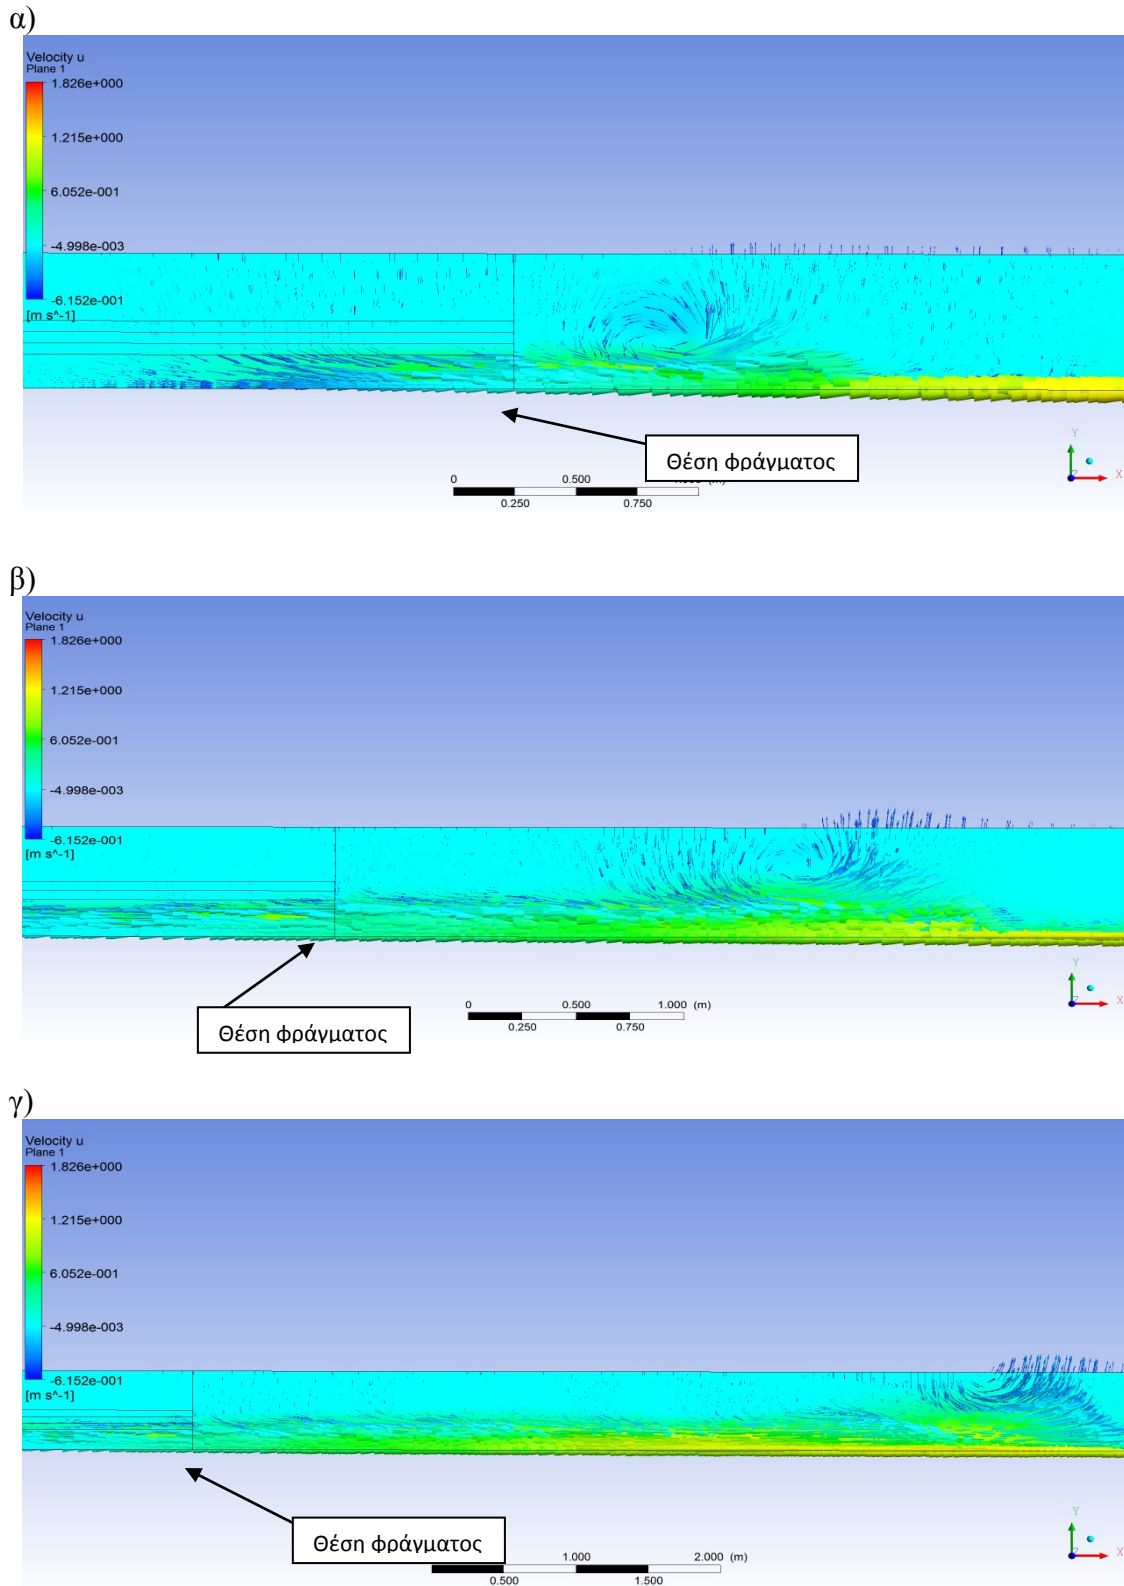 α)
Velocity u
Plane 1
1.826e+000
1.215e+000
6.052e-001
-4.998e-003
-6.152e-001
[m s^-1]
Θέση φράγματος
Y
X
0 0.500 (m)
0.250 0.750
β)
Velocity u
Plane 1
1.826e+000
1.215e+000
6.052e-001
-4.998e-003
-6.152e-001
[m s^-1]
Y
X
0 0.500 1.000 (m)
0.250 0.750
Θέση φράγματος
γ)
Velocity u
Plane 1
1.826e+000
1.215e+000
6.052e-001
-4.998e-003
-6.152e-001
[m s^-1]
Y
X
Θέση φράγματος
1.000 2.000 (m)
0.500 1.500